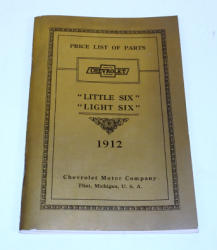 PRICE LIST OF PARTS
CHEVROLET
"LITTLE SIX"
"LIGHT SIX"
1912
Chevrolet Motor Company
Flint, Michigan, U. S. A.